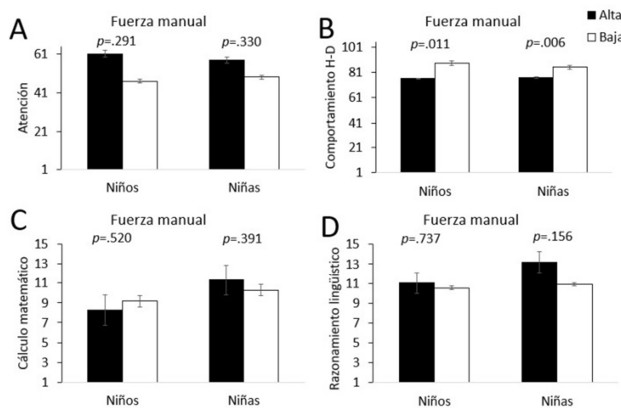 A
Fuerza manual
p=.291
p=.330
61
41
21
1
Atención
Niños
Niñas
B
Fuerza manual
Alta
Baja
p=.011
p=.006
101
81
61
41
21
1
Comportamiento H-D
Niños
Niñas
C
Fuerza manual
p=.520
p=.391
15
13
11
9
7
5
3
1
Cálculo matemático
Niños
Niñas
D
Fuerza manual
p=.737
p=.156
15
13
11
9
7
5
3
1
Razonamiento lingüístico
Niños
Niñas